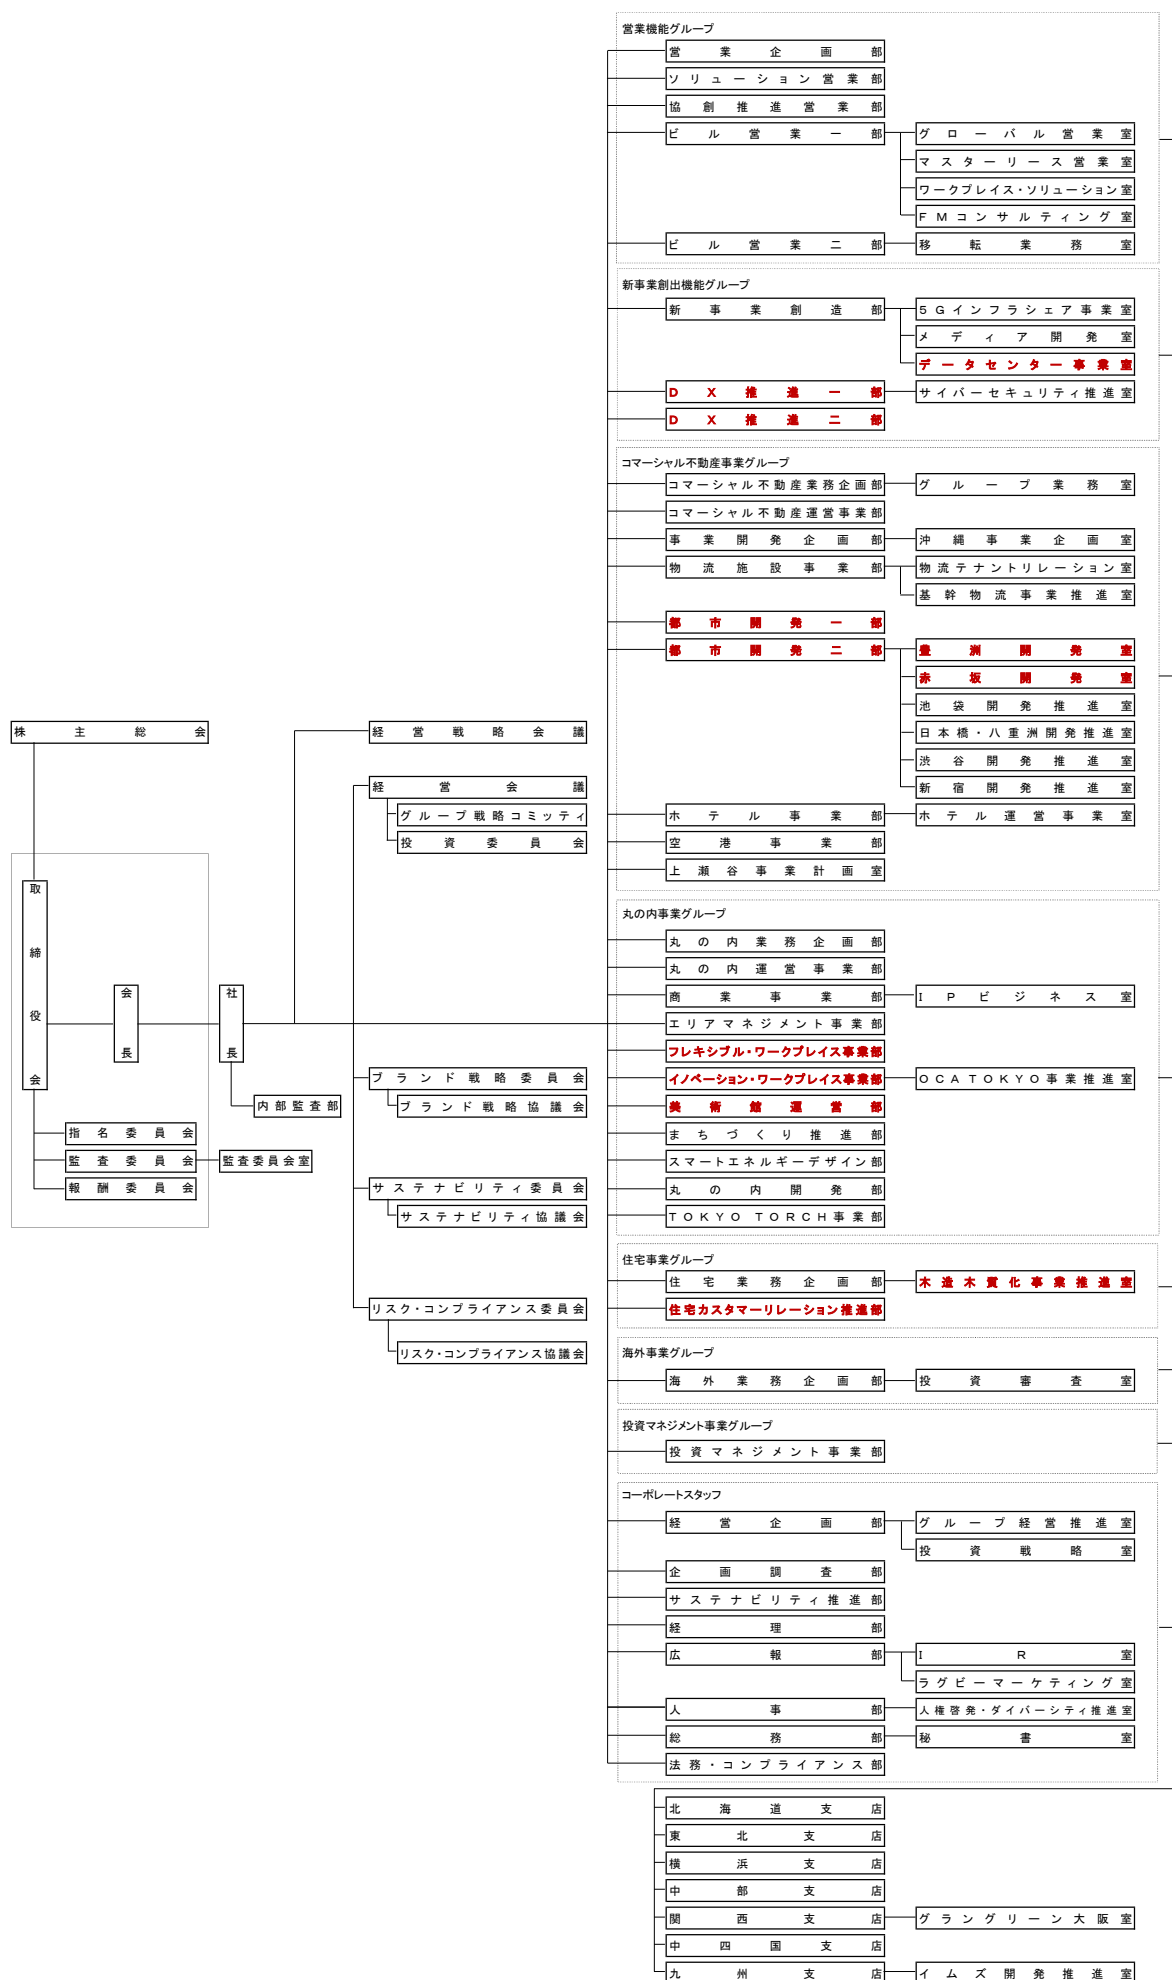 株主総会
取締役会
会長
社長
内部監査部
指名委員会
監査委員会
監査委員会室
報酬委員会
経営戦略会議
経営会議
グループ戦略コミッティ
投資委員会
ブランド戦略委員会
ブランド戦略協議会
サステナビリティ委員会
サステナビリティ協議会
リスク・コンプライアンス委員会
リスク・コンプライアンス協議会
営業機能グループ
営業企画部
ソリューション営業部
協創推進営業部
ビル営業一部
グローバル営業室
マスターリース営業室
ワークプレイス・ソリューション室
FMコンサルティング室
ビル営業二部
移転業務室
新事業創出機能グループ
新事業創造部
5Gインフラシェア事業室
メディア開発室
データセンター事業室
DX推進一部
サイバーセキュリティ推進室
DX推進二部
コマーシャル不動産事業グループ
コマーシャル不動産業務企画部
グループ業務室
コマーシャル不動産運営事業部
事業開発企画部
沖縄事業企画室
物流施設事業部
物流テナントリレーション室
基幹物流事業推進室
都市開発一部
都市開発二部
豊洲開発室
赤坂開発室
池袋開発推進室
日本橋・八重洲開発推進室
渋谷開発推進室
新宿開発推進室
ホテル事業部
ホテル運営事業室
空港事業部
上瀬谷事業計画室
丸の内事業グループ
丸の内業務企画部
丸の内運営事業部
商業事業部
IPビジネス室
エリアマネジメント事業部
フレキシブル・ワークプレイス事業部
イノベーション・ワークプレイス事業部
OCATOKYO事業推進室
美術館運営部
まちづくり推進部
スマートエネルギーデザイン部
丸の内開発部
TOKYO TORCH事業部
住宅事業グループ
住宅業務企画部
木造木質化事業推進室
住宅カスタマーリレーション推進部
海外事業グループ
海外業務企画部
投資審査室
投資マネジメント事業グループ
投資マネジメント事業部
コーポレートスタッフ
経営企画部
グループ経営推進室
投資戦略室
企画調査部
サステナビリティ推進部
経理部
広報部
IR室
ラグビーマーケティング室
人事部
人権啓発・ダイバーシティ推進室
総務部
秘書室
法務・コンプライアンス部
北海道支店
東北支店
横浜支店
中部支店
関西支店
グラングリーン大阪室
中四国支店
九州支店
イムズ開発推進室